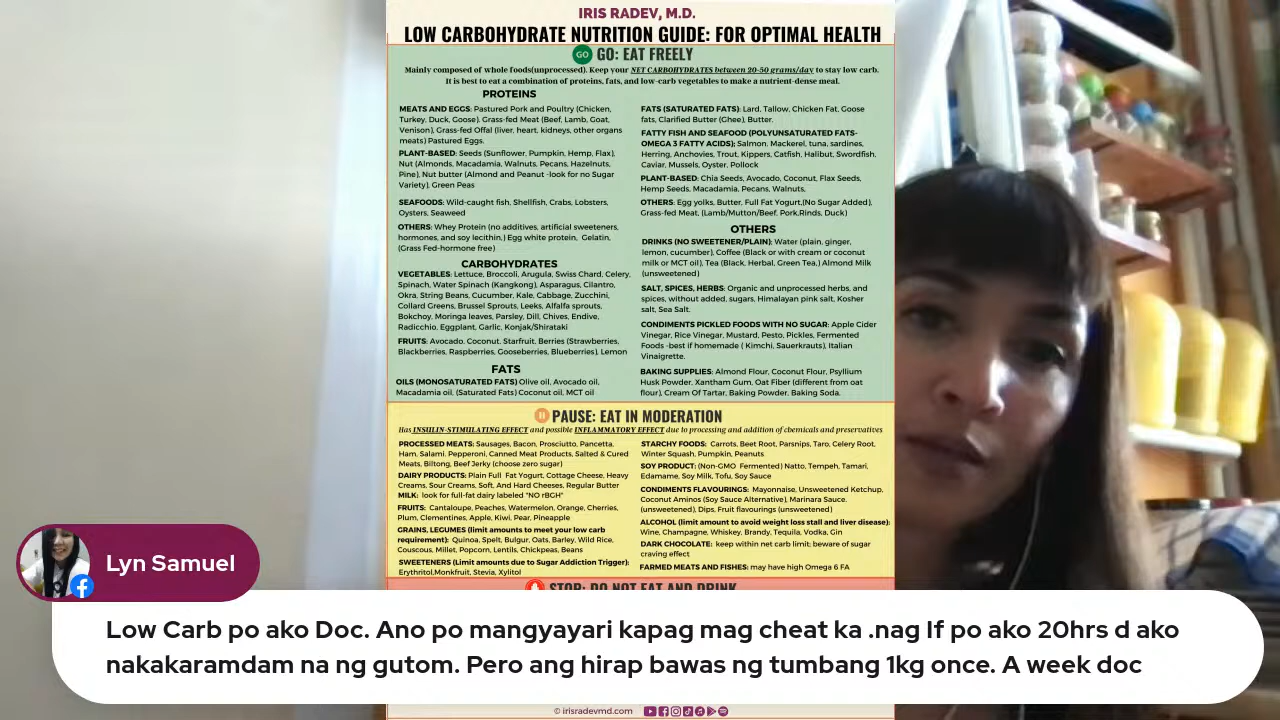 IRIS RADEV, M.D.
LOW CARBOHYDRATE NUTRITION GUIDE: FOR OPTIMAL HEALTH
GO GO: EAT FREELY
Mainly composed of whole foods(unprocessed). Keep your NET CARBOHYDRATES between 20-50 grams/day to stay low carb.
It is best to eat a combination of proteins, fats, and low-carb vegetables to make a nutrient-dense meal.
PROTEINS
MEATS AND EGGS: Pastured Pork and Poultry (Chicken,
Turkey, Duck, Goose). Grass-fed Meat (Beef, Lamb, Goat,
Venison), Grass-fed Offal (liver, heart, kidneys, other organs
meats) Pastured Eggs.
PLANT-BASED: Seeds (Sunflower, Pumpkin, Hemp, Flax),
Nut (Almonds, Macadamia, Walnuts, Pecans, Hazelnuts,
Pine), Nut butter (Almond and Peanut -look for no Sugar
Variety), Green Peas
SEAFOODS: Wild-caught fish, Shellfish, Crabs, Lobsters,
Oysters, Seaweed
OTHERS: Whey Protein (no additives, artificial sweeteners,
hormones, and soy lecithin,) Egg white protein,  Gelatin,
(Grass Fed-hormone free)
CARBOHYDRATES
VEGETABLES: Lettuce, Broccoli, Arugula, Swiss Chard, Celery,
Spinach, Water Spinach (Kangkong), Asparagus, Cilantro,
Okra, String Beans, Cucumber, Kale, Cabbage, Zucchini,
Collard Greens, Brussel Sprouts, Leeks, Alfalfa sprouts,
Bokchoy, Moringa leaves, Parsley, Dill, Chives, Endive,
Radicchio, Eggplant, Garlic, Konjak/Shirataki
FRUITS: Avocado, Coconut, Starfruit, Berries (Strawberries,
Blackberries, Raspberries, Gooseberries, Blueberries), Lemon
FATS
OILS (MONOSATURATED FATS) Olive oil, Avocado oil,
Macadamia oil, (Saturated Fats) Coconut oil, MCT oil
FATS (SATURATED FATS): Lard, Tallow, Chicken Fat, Goose
fats, Clarified Butter (Ghee), Butter.
FATTY FISH AND SEAFOOD (POLYUNSATURATED FATS-
OMEGA 3 FATTY ACIDS): Salmon, Mackerel, tuna, sardines,
Herring, Anchovies, Trout, Kippers, Catfish, Halibut, Swordfish,
Caviar, Mussels, Oyster, Pollock
PLANT-BASED: Chia Seeds, Avocado, Coconut, Flax Seeds,
Hemp Seeds, Macadamia, Pecans, Walnuts,
OTHERS: Egg yolks, Butter, Full Fat Yogurt,(No Sugar Added),
Grass-fed Meat, (Lamb/Mutton/Beef, Pork,Rinds, Duck)
OTHERS
DRINKS (NO SWEETENER/PLAIN): Water (plain, ginger,
lemon, cucumber), Coffee (Black or with cream or coconut
milk or MCT oil), Tea (Black, Herbal, Green Tea,) Almond Milk
(unsweetened)
SALT, SPICES, HERBS: Organic and unprocessed herbs, and
spices, without added, sugars, Himalayan pink salt, Kosher
salt, Sea Salt.
CONDIMENTS PICKLED FOODS WITH NO SUGAR: Apple Cider
Vinegar, Rice Vinegar, Mustard, Pesto, Pickles, Fermented
Foods -best if homemade ( Kimchi, Sauerkrauts), Italian
Vinaigrette.
BAKING SUPPLIES: Almond Flour, Coconut Flour, Psyllium
Husk Powder, Xantham Gum, Oat Fiber (different from oat
flour), Cream Of Tartar, Baking Powder, Baking Soda.
PAUSE: EAT IN MODERATION
Has INSULIN-STIMULATING EFFECT and possible INFLAMMATORY EFFECT due to processing and addition of chemicals and preservatives
PROCESSED MEATS: Sausages, Bacon, Prosciutto, Pancetta,
Ham, Salami, Pepperoni, Canned Meat Products, Salted & Cured
Meats, Biltong, Beef Jerky (choose zero sugar)
DAIRY PRODUCTS: Plain Full  Fat Yogurt, Cottage Cheese, Heavy
Creams, Sour Creams, Soft, And Hard Cheeses, Regular Butter
MILK:  look for full-fat dairy labeled "NO rBGH"
FRUITS:  Cantaloupe, Peaches, Watermelon, Orange, Cherries,
Plum, Clementines, Apple, Kiwi, Pear, Pineapple
GRAINS, LEGUMES (limit amounts to meet your low carb
requirement):  Quinoa, Spelt, Bulgur, Oats, Barley, Wild Rice,
Couscous, Millet, Popcorn, Lentils, Chickpeas, Beans
SWEETENERS (Limit amounts due to Sugar Addiction Trigger):
Erythritol,Monkfruit, Stevia, Xylitol
STARCHY FOODS:  Carrots, Beet Root, Parsnips, Taro, Celery Root,
Winter Squash, Pumpkin, Peanuts
SOY PRODUCT: (Non-GMO  Fermented) Natto, Tempeh, Tamari,
Edamame, Soy Milk, Tofu, Soy Sauce
CONDIMENTS FLAVOURINGS:  Mayonnaise, Unsweetened Ketchup,
Coconut Aminos (Soy Sauce Alternative), Marinara Sauce,
(unsweetened), Dips, Fruit flavourings (unsweetened)
ALCOHOL (limit amount to avoid weight loss stall and liver disease):
Wine, Champagne, Whiskey, Brandy, Tequila, Vodka, Gin
DARK CHOCOLATE:  keep within net carb limit; beware of sugar
craving effect
FARMED MEATS AND FISHES: may have high Omega 6 FA
STOP: DO NOT EAT AND DRINK
Lyn Samuel
Low Carb po ako Doc. Ano po mangyayari kapag mag cheat ka .nag If po ako 20hrs d ako
nakakaramdam na ng gutom. Pero ang hirap bawas ng tumbang 1kg once. A week doc
© irisradevmd.com